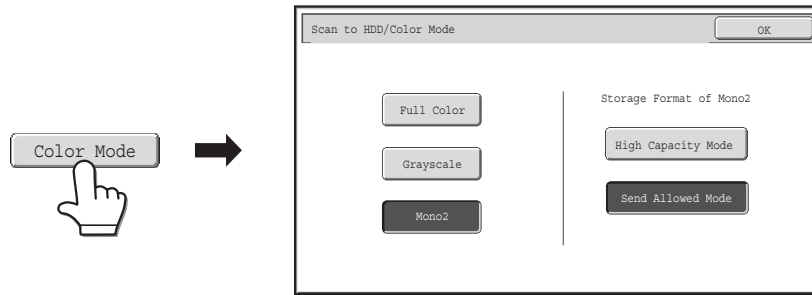 Color Mode
Scan to HDD/Color Mode
OK
Full Color
Grayscale
Mono2
Storage Format of Mono2
High Capacity Mode
Send Allowed Mode